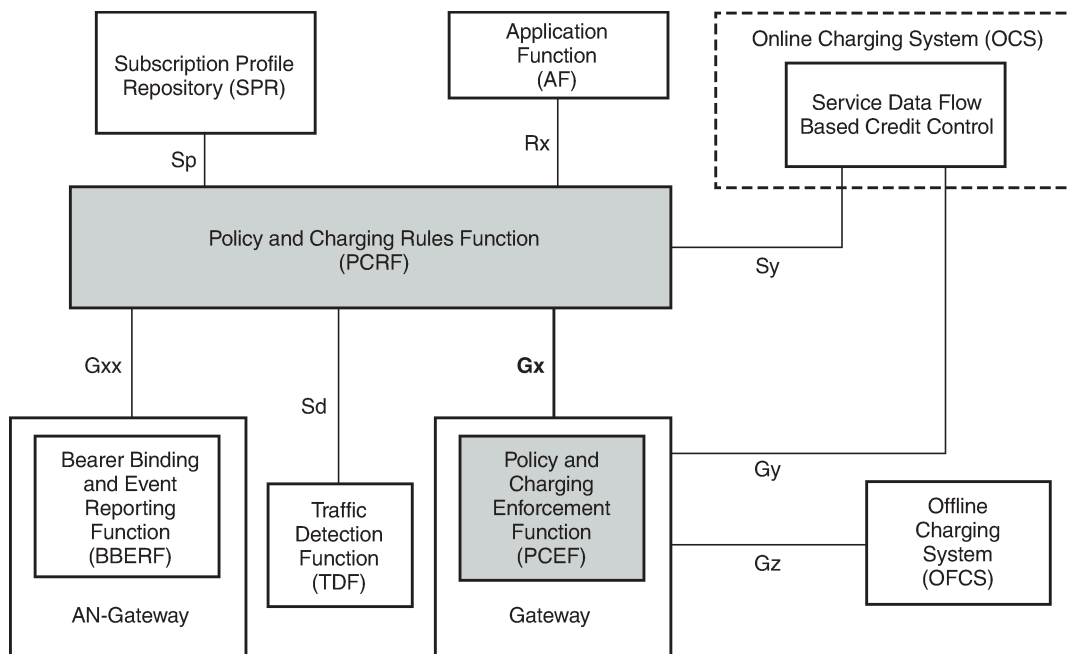 Subscription Profile
Repository (SPR)
Application
Function
(AF)
Online Charging System (OCS)
Service Data Flow
Based Credit Control
Sp
Rx
Policy and Charging Rules Function
(PCRF)
Sy
Gxx
Sd
Gx
Bearer Binding
and Event
Reporting
Function
(BBERF)
AN-Gateway
Traffic
Detection
Function
(TDF)
Policy and
Charging
Enforcement
Function
(PCEF)
Gateway
Gy
Gz
Offline
Charging
System
(OFCS)